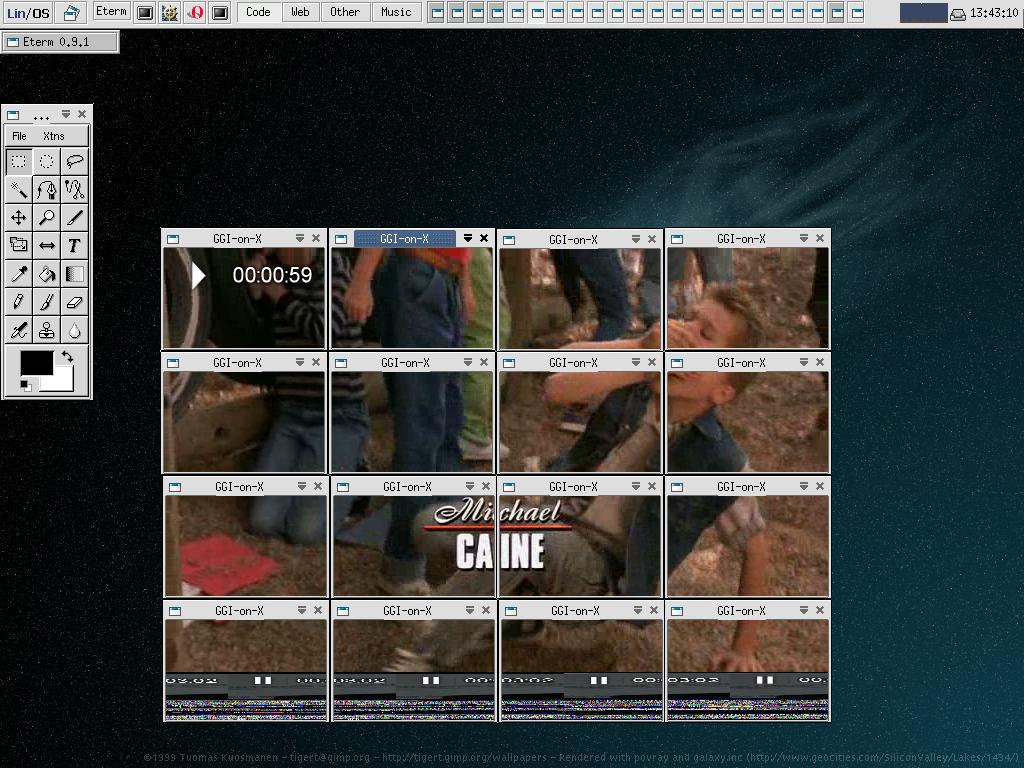 Lin/OS Eterm Code Web Other Music 13:43:10
Eterm 0.9.1
...
File Xtns
GGI-on-X GGI-on-X GGI-on-X GGI-on-X
00:00:59
GGI-on-X GGI-on-X GGI-on-X GGI-on-X
GGI-on-X GGI-on-X GGI-on-X GGI-on-X
Michael
CAINE
GGI-on-X GGI-on-X GGI-on-X GGI-on-X
©1999 Tuomas Kuosmanen - tigert@gimp.org - http://tigert.gimp.org/wallpapers - Rendered with povray and galaxy.inc (http://www.geocities.com/SiliconValley/Lakes/1434/)